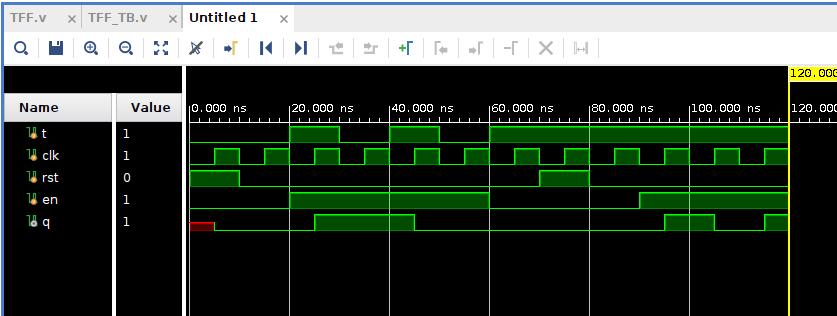 TFF.v × TFF_TB.v × Untitled 1 ×
120.000
Name Value 0.000 ns 20.000 ns 40.000 ns 60.000 ns 80.000 ns 100.000 ns 120.000
t 1
clk 1
rst 0
en 1
q 1